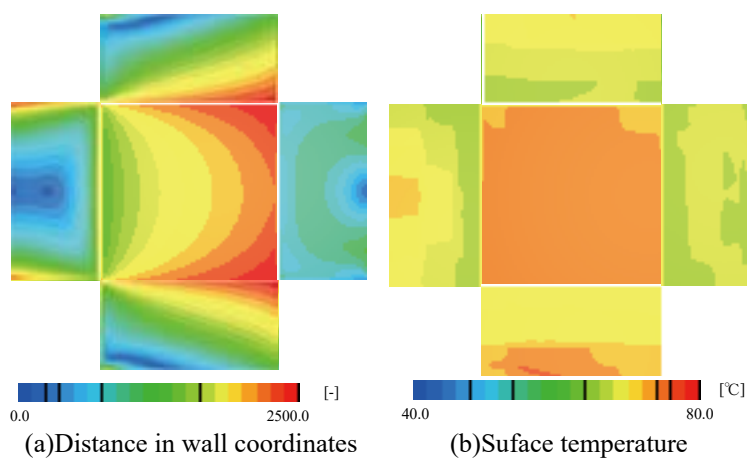 [-]
0.0 2500.0
(a)Distance in wall coordinates
[℃]
40.0 80.0
(b)Suface temperature